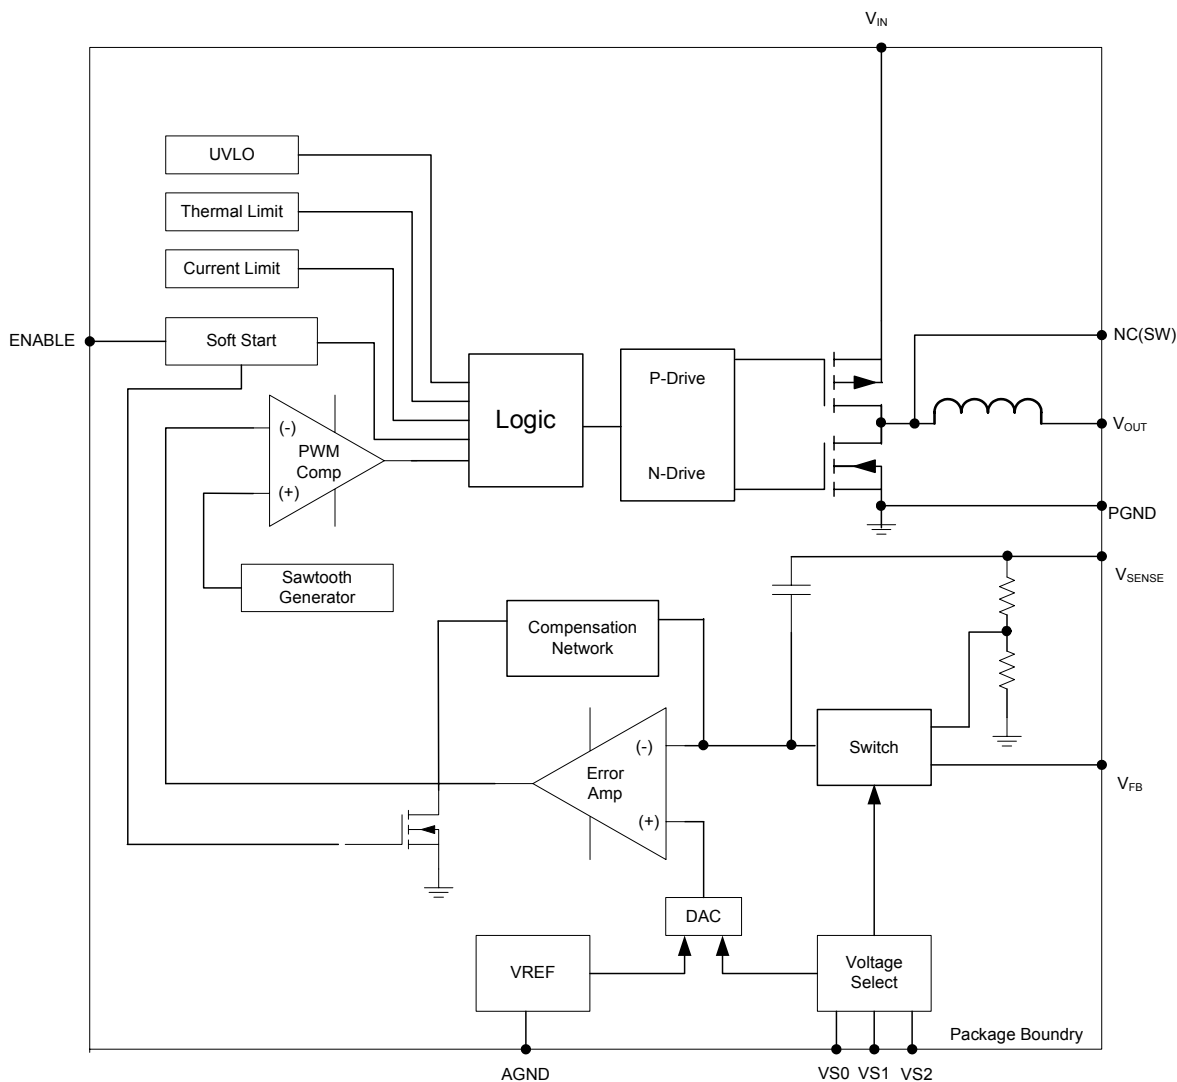 VIN
UVLO
Thermal Limit
Current Limit
ENABLE
Soft Start
NC(SW)
P-Drive
Logic
(-)
VOUT
PWM
Comp
N-Drive
(+)
PGND
VSENSE
Sawtooth
Generator
Compensation
Network
(-)
Switch
Error
Amp
VFB
(+)
DAC
VREF
Voltage
Select
Package Boundry
AGND
VS0
VS1
VS2